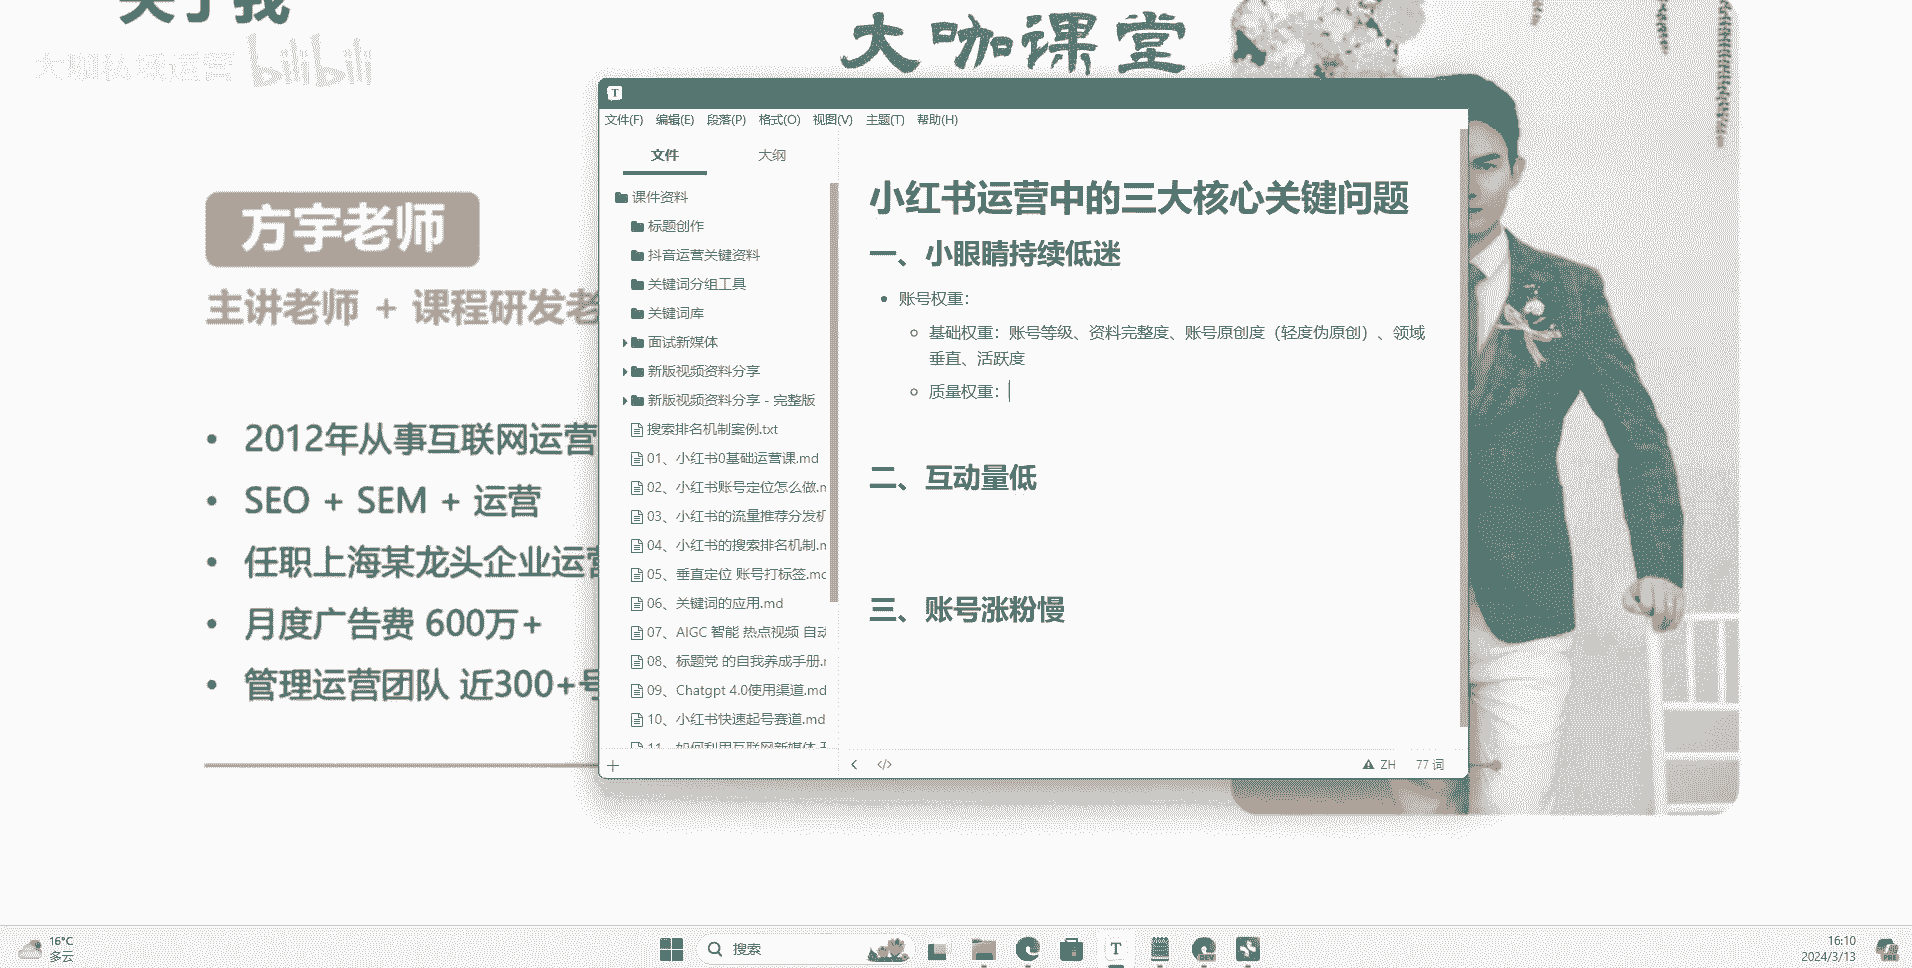 关于我
大咖私域运营 bilibili
大咖课堂
方宇老师
主讲老师 + 课程研发老
2012年从事互联网运营
SEO + SEM + 运营
任职上海某龙头企业运营
月度广告费 600万+
管理运营团队 近300+号
T
文件(F) 编辑(E) 段落(P) 格式(O) 视图(V) 主题(T) 帮助(H)
文件 大纲
课件资料
标题创作
抖音运营关键资料
关键词分组工具
关键词库
面试新媒体
新版视频资料分享
新版视频资料分享 - 完整版
搜索排名机制案例.txt
01、小红书0基础运营课.md
02、小红书账号定位怎么做.m
03、小红书的流量推荐分发机
04、小红书的搜索排名机制.m
05、垂直定位 账号打标签.md
06、关键词的应用.md
07、AIGC 智能 热点视频 自动
08、标题党 的自我养成手册.m
09、Chatgpt 4.0使用渠道.md
10、小红书快速起号赛道.md
11、如何利用互联网新媒体
小红书运营中的三大核心关键问题
一、小眼睛持续低迷
账号权重：
基础权重：账号等级、资料完整度、账号原创度（轻度伪原创）、领域
垂直、活跃度
质量权重：
二、互动量低
三、账号涨粉慢
ZH 77 词
16°C
多云
搜索
T
16:10
2024/3/13